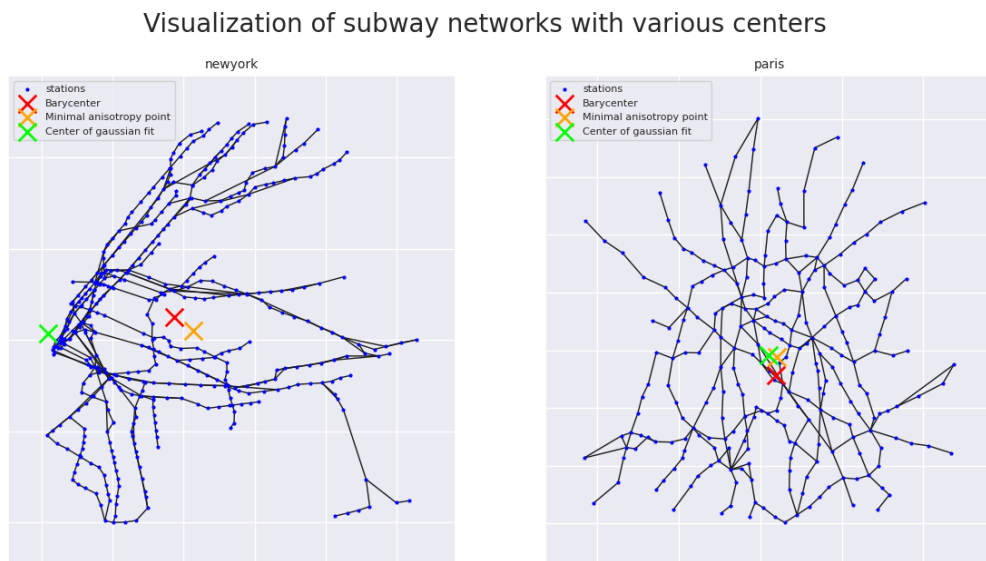 Visualization of subway networks with various centers
newyork
stations
Barycenter
Minimal anisotropy point
Center of gaussian fit
paris
stations
Barycenter
Minimal anisotropy point
Center of gaussian fit